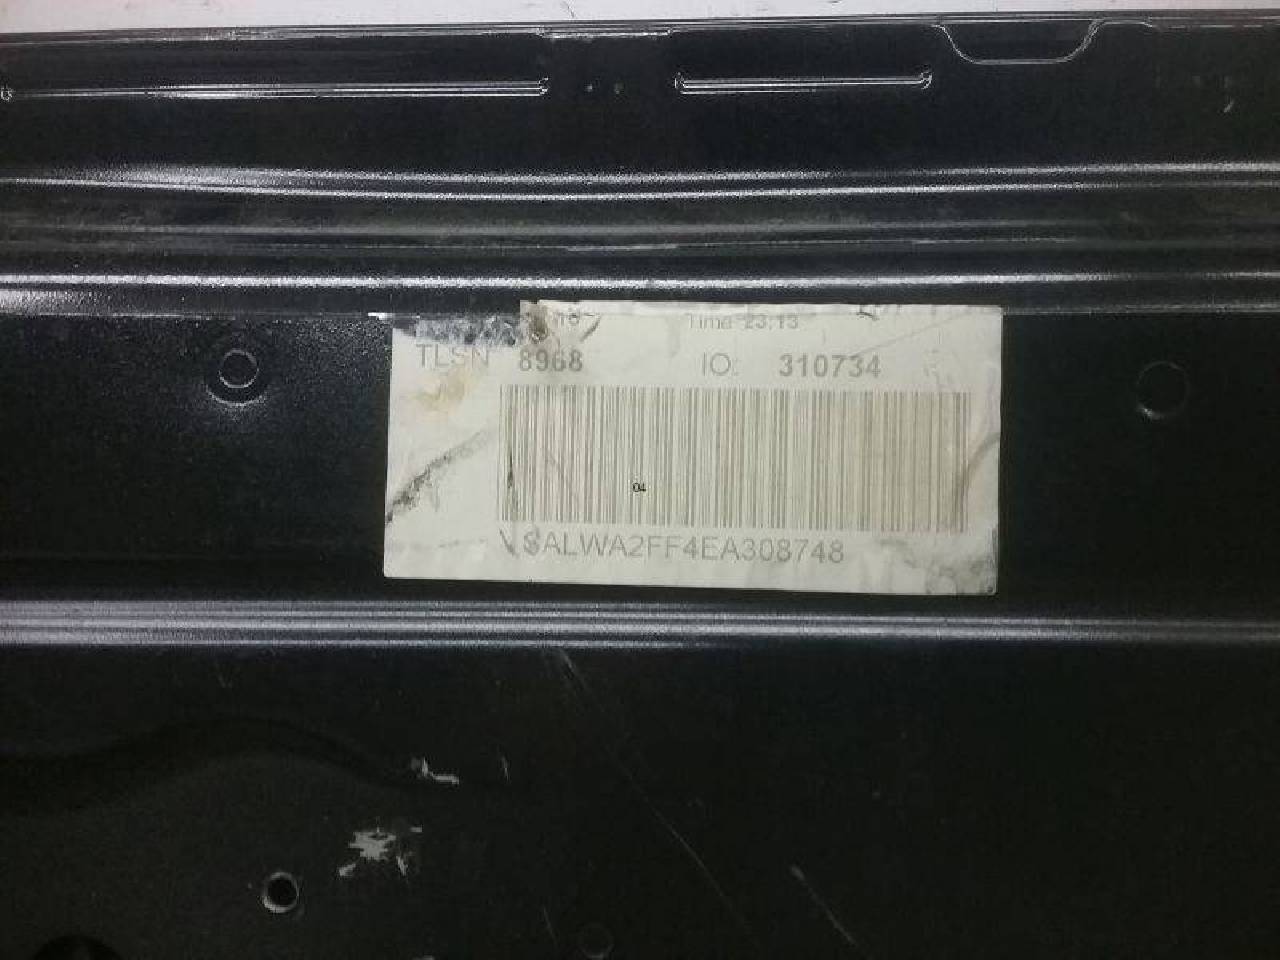 Time 23:13
TLSN 8968 IO: 310734
04
SALWA2FF4EA308748